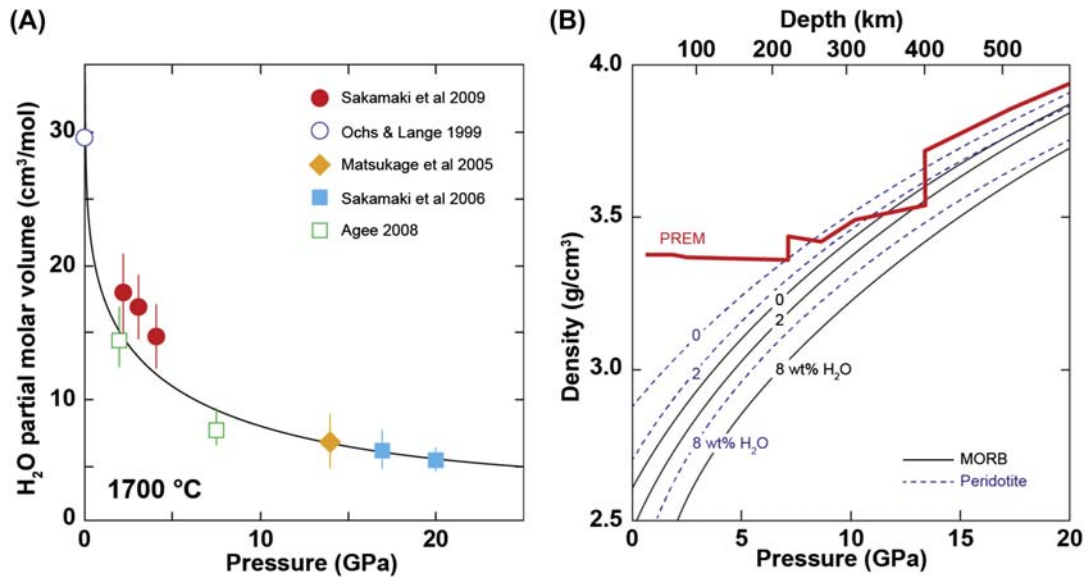 (A)
H₂O partial molar volume (cm³/mol)
30
20
10
0
Sakamaki et al 2009
Ochs & Lange 1999
Matsukage et al 2005
Sakamaki et al 2006
Agee 2008
1700 °C
0
10
20
Pressure (GPa)
(B)
Depth (km)
100
200
300
400
500
Density (g/cm³)
4.0
3.5
3.0
2.5
PREM
0
2
0
2
8 wt% H₂O
8 wt% H₂O
MORB
Peridotite
0
5
10
15
20
Pressure (GPa)